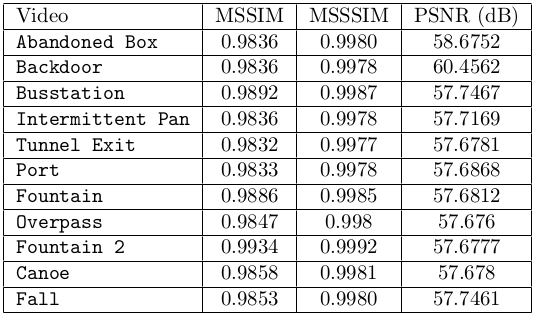 Video MSSIM MSSSIM PSNR (dB)
Abandoned Box 0.9836 0.9980 58.6752
Backdoor 0.9836 0.9978 60.4562
Busstation 0.9892 0.9987 57.7467
Intermittent Pan 0.9836 0.9978 57.7169
Tunnel Exit 0.9832 0.9977 57.6781
Port 0.9833 0.9978 57.6868
Fountain 0.9886 0.9985 57.6812
Overpass 0.9847 0.998 57.676
Fountain 2 0.9934 0.9992 57.6777
Canoe 0.9858 0.9981 57.678
Fall 0.9853 0.9980 57.7461